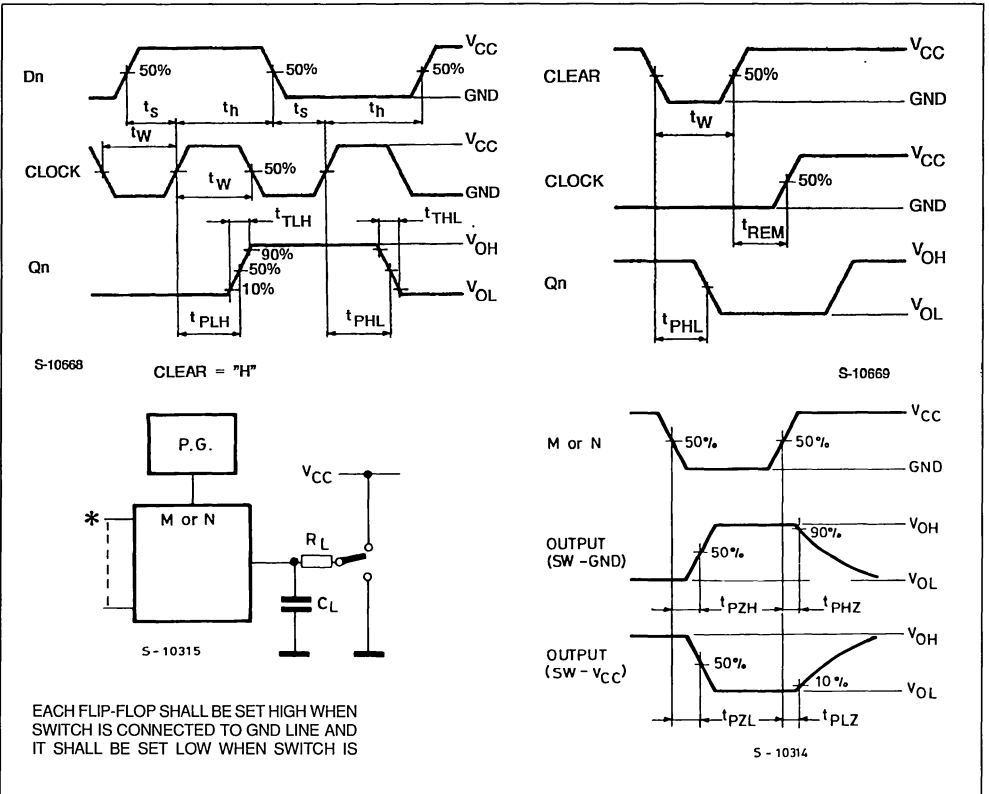 Dn
50%
50%
50%
VCC
GND
ts
th
ts
th
tW
CLOCK
tW
50%
VCC
GND
tTLH
tTHL
Qn
90%
50%
10%
VOH
VOL
tPLH
tPHL
S-10668
CLEAR = "H"
CLEAR
50%
VCC
GND
tW
CLOCK
50%
VCC
GND
tREM
Qn
VOH
VOL
tPHL
S-10669
P.G.
VCC
*
M or N
RL
CL
S-10315
EACH FLIP-FLOP SHALL BE SET HIGH WHEN
SWITCH IS CONNECTED TO GND LINE AND
IT SHALL BE SET LOW WHEN SWITCH IS
M or N
50%
50%
VCC
GND
OUTPUT
(SW-GND)
50%
90%
VOH
VOL
tPZH
tPHZ
OUTPUT
(SW-VCC)
50%
10%
VOH
VOL
tPZL
tPLZ
S-10314